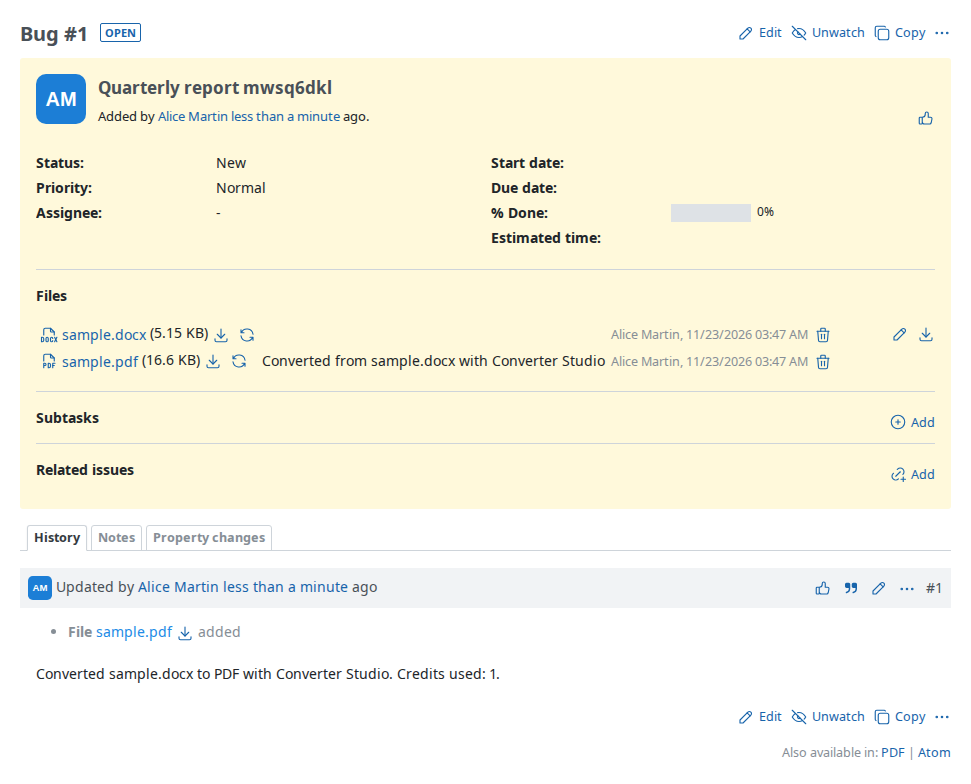 Bug #1 OPEN Edit Unwatch Copy ...
AM Quarterly report mwsq6dkl
Added by Alice Martin less than a minute ago.
Status: New Start date:
Priority: Normal Due date:
Assignee: - % Done: 0%
Estimated time:
Files
DOCX sample.docx (5.15 KB) Alice Martin, 11/23/2026 03:47 AM
PDF sample.pdf (16.6 KB) Converted from sample.docx with Converter Studio Alice Martin, 11/23/2026 03:47 AM
Subtasks Add
Related issues Add
History Notes Property changes
AM Updated by Alice Martin less than a minute ago ... #1
• File sample.pdf added
Converted sample.docx to PDF with Converter Studio. Credits used: 1.
Edit Unwatch Copy ...
Also available in: PDF | Atom